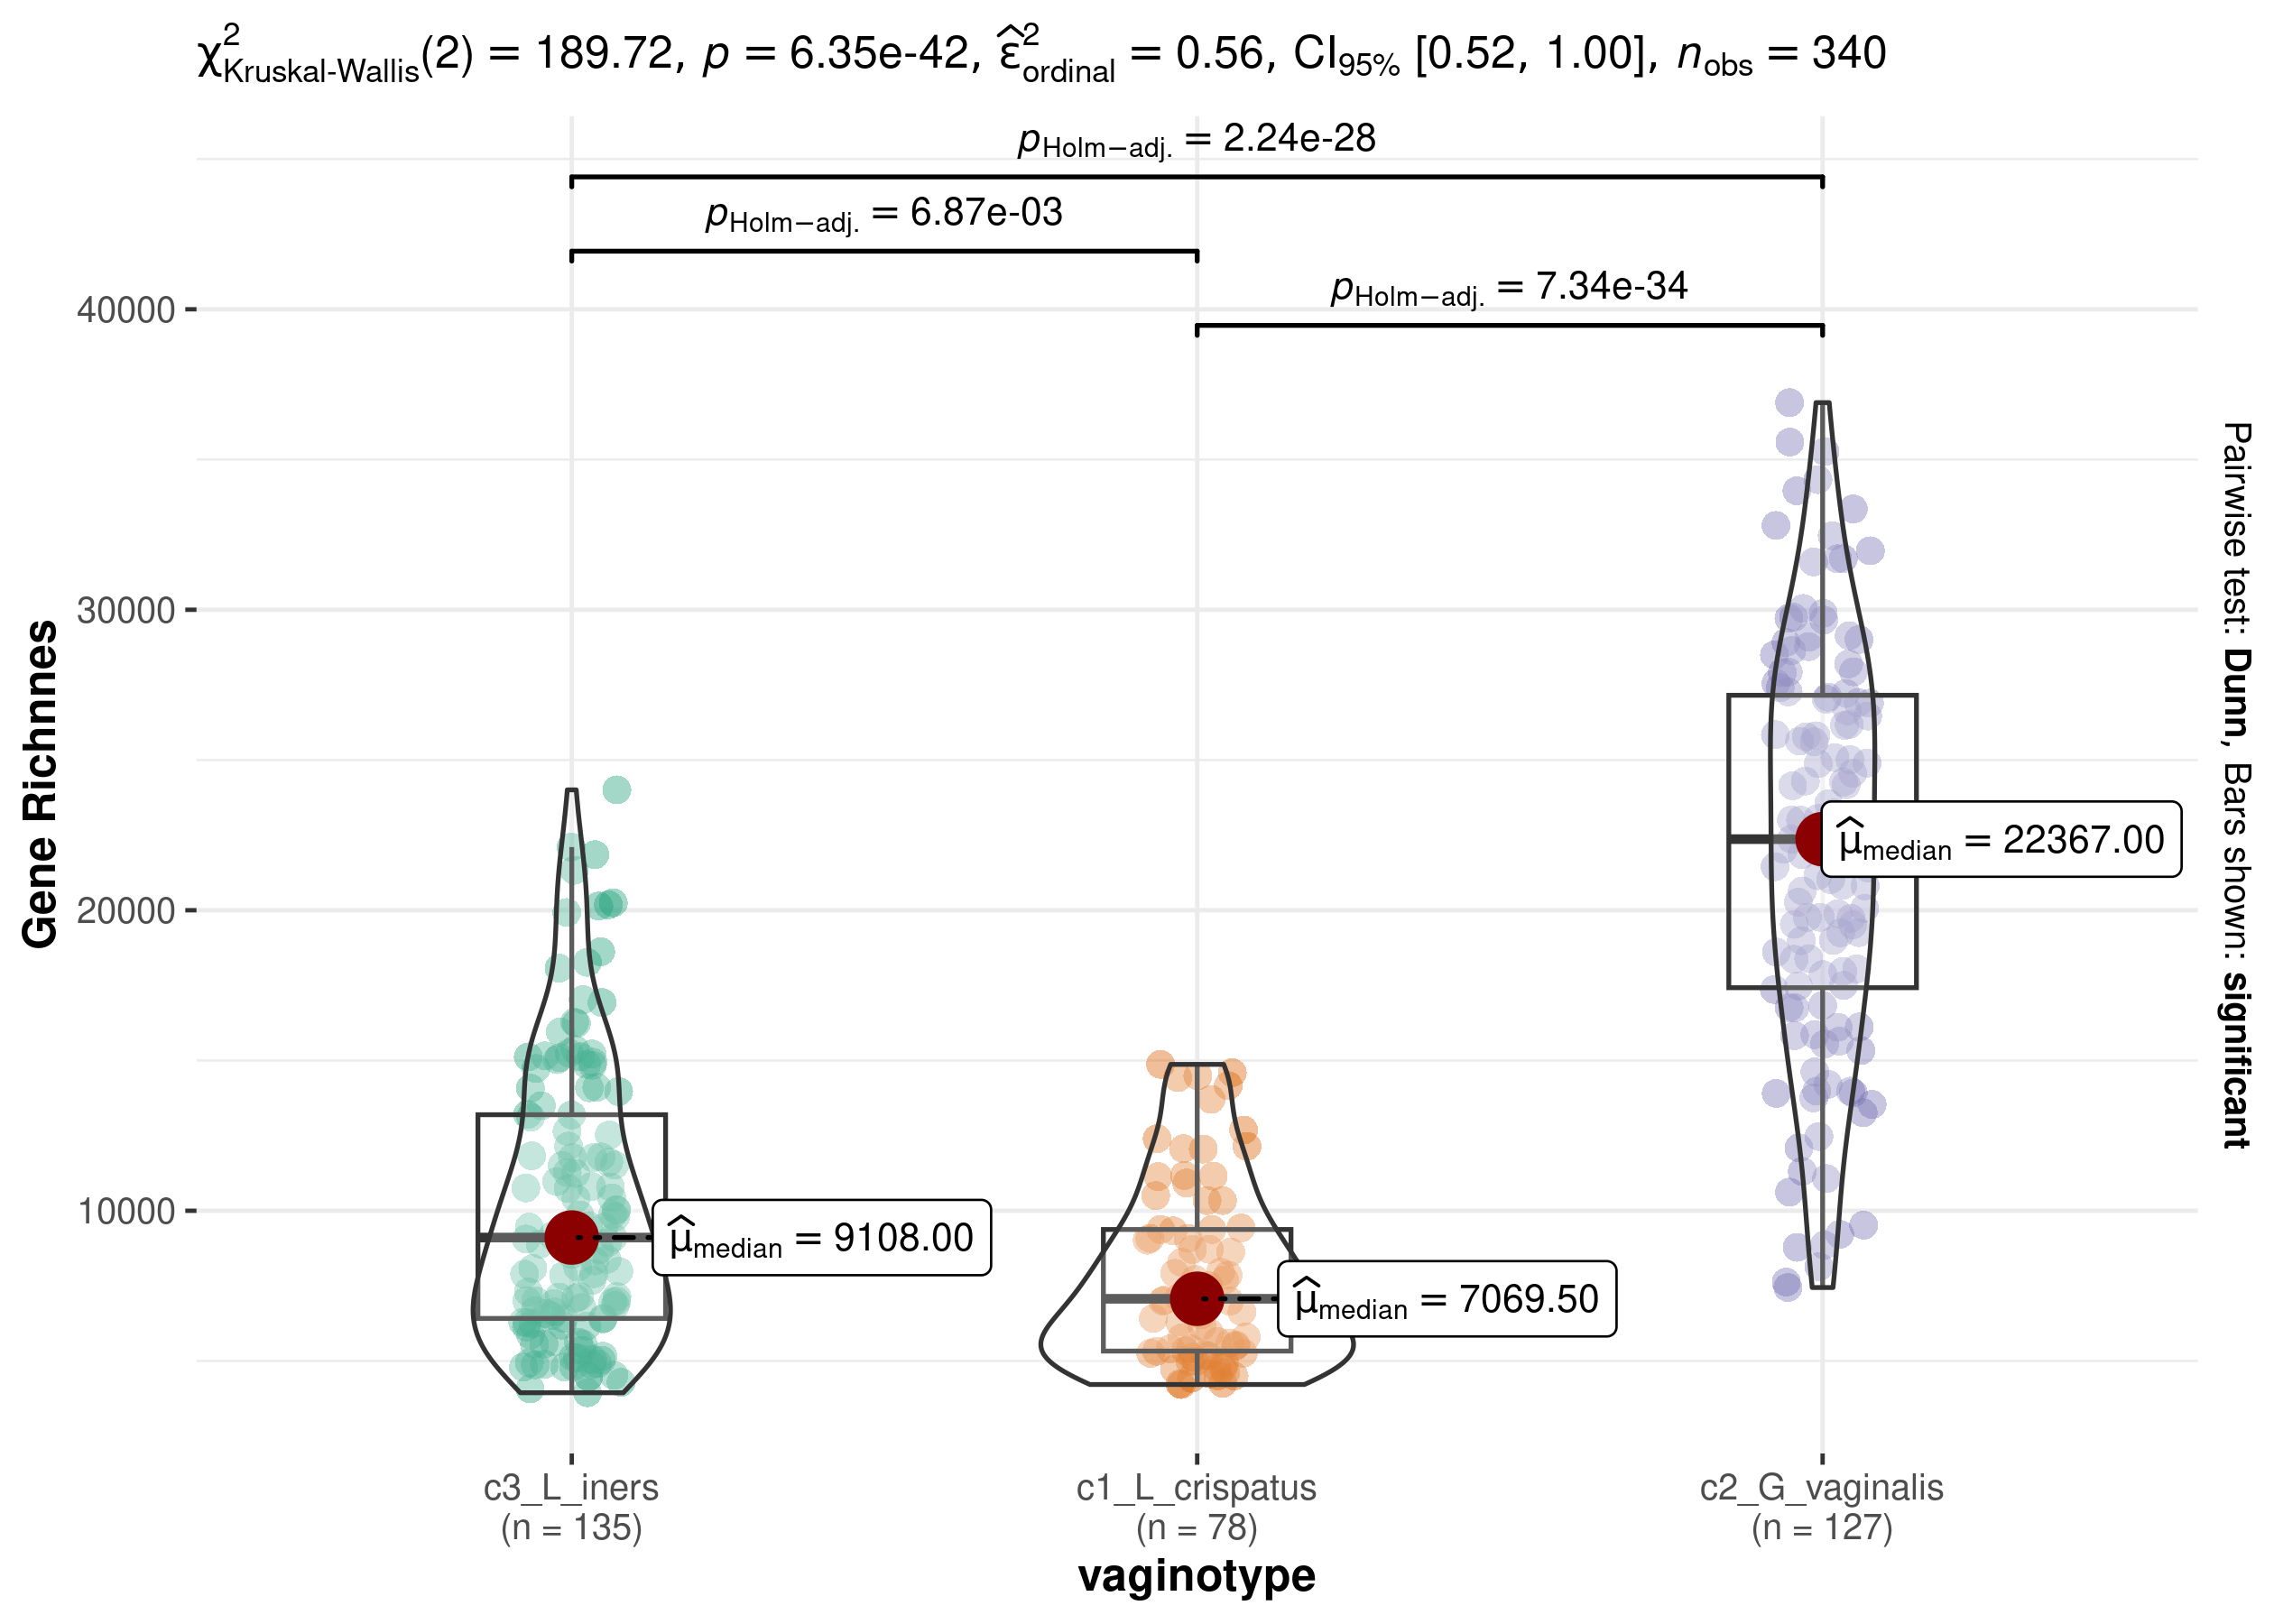 χ²Kruskal-Wallis(2) = 189.72, p = 6.35e-42, ε̂²ordinal = 0.56, CI95% [0.52, 1.00], nobs = 340
pHolm−adj. = 2.24e-28
pHolm−adj. = 6.87e-03
pHolm−adj. = 7.34e-34
40000
30000
20000
10000
Gene Richnnes
μ̂median = 22367.00
μ̂median = 9108.00
μ̂median = 7069.50
Pairwise test: Dunn, Bars shown: significant
c3_L_iners
(n = 135)
c1_L_crispatus
(n = 78)
c2_G_vaginalis
(n = 127)
vaginotype